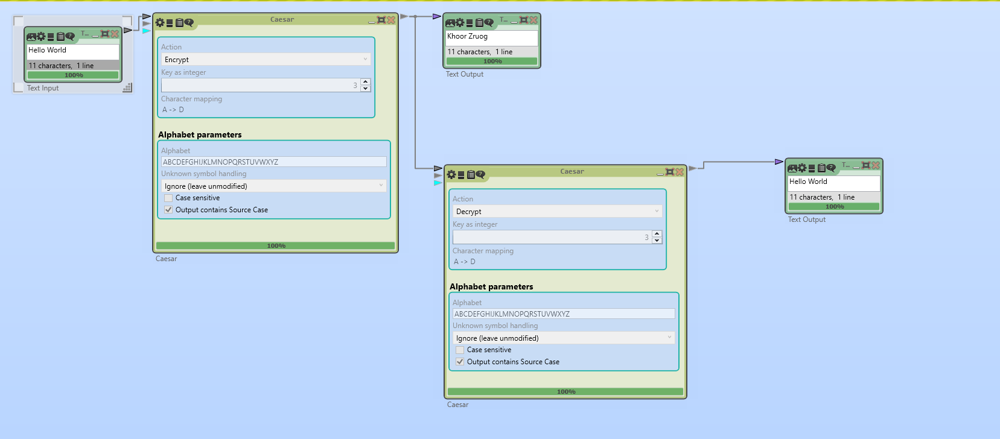 T...
Hello World
11 characters,  1 line
100%
Text Input
Caesar
Action
Encrypt
Key as integer
3
Character mapping
A -> D
Alphabet parameters
Alphabet
ABCDEFGHIJKLMNOPQRSTUVWXYZ
Unknown symbol handling
Ignore (leave unmodified)
Case sensitive
Output contains Source Case
100%
Caesar
T...
Khoor Zruog
11 characters,  1 line
100%
Text Output
Caesar
Action
Decrypt
Key as integer
3
Character mapping
A -> D
Alphabet parameters
Alphabet
ABCDEFGHIJKLMNOPQRSTUVWXYZ
Unknown symbol handling
Ignore (leave unmodified)
Case sensitive
Output contains Source Case
100%
Caesar
T...
Hello World
11 characters,  1 line
100%
Text Output